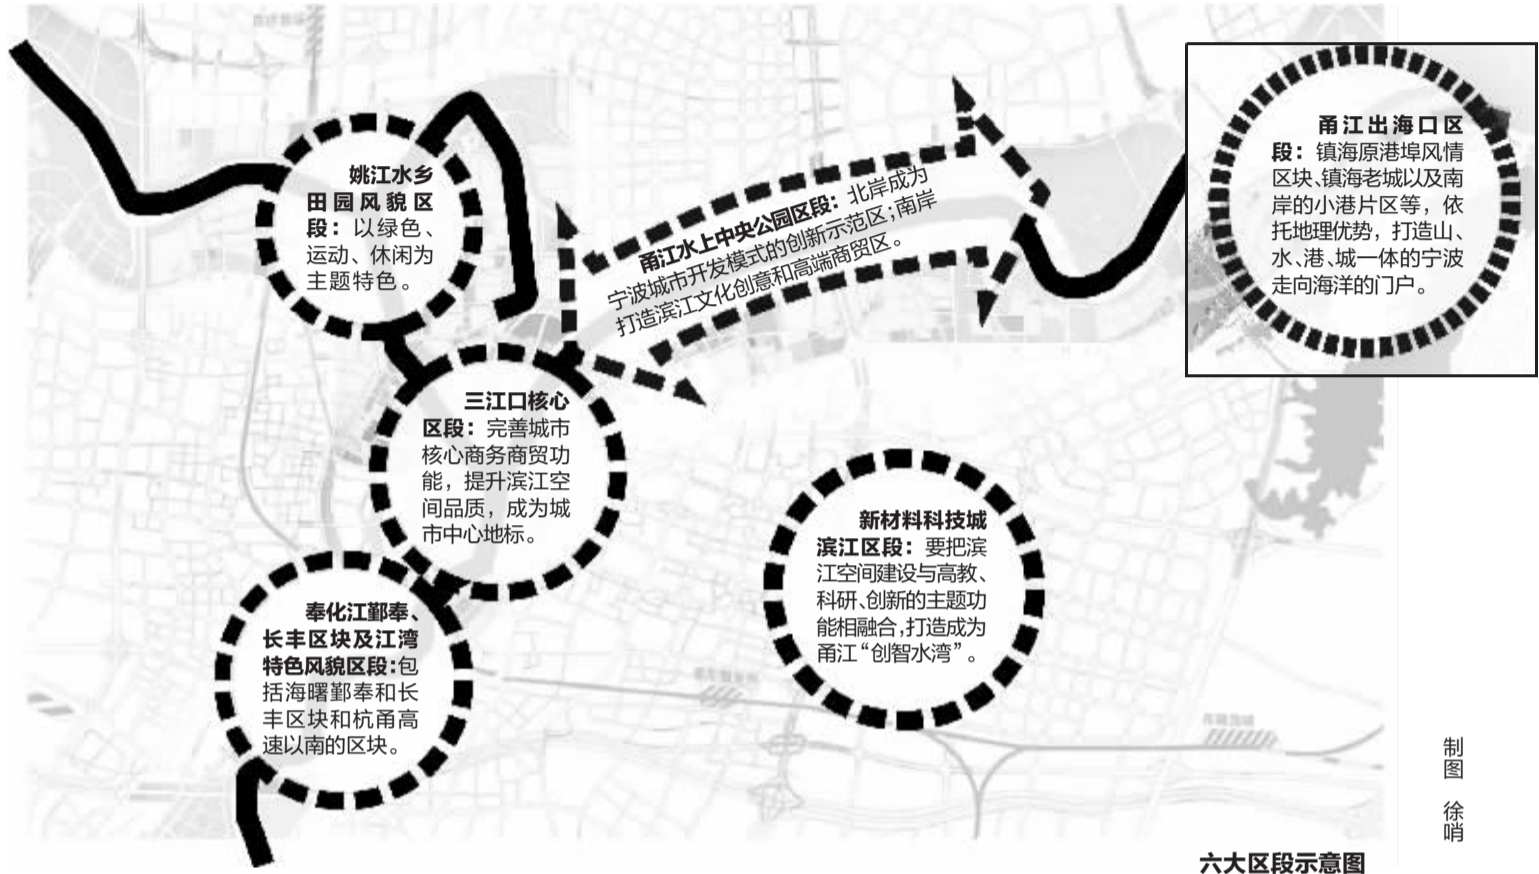 姚江水乡
田园风貌区
段：以绿色、
运动、休闲为
主题特色。
甬江水上中央公园区段：北岸成为
宁波城市开发模式的创新示范区；南岸
打造滨江文化创意和高端商贸区。
甬江出海口区
段：镇海原港埠风情
区块、镇海老城以及南
岸的小港片区等，依
托地理优势，打造山、
水、港、城一体的宁波
走向海洋的门户。
三江口核心
区段：完善城市
核心商务商贸功
能，提升滨江空
间品质，成为城
市中心地标。
新材料科技城
滨江区段：要把滨
江空间建设与高教、
科研、创新的主题功
能相融合，打造成为
甬江“创智水湾”。
奉化江鄞奉、
长丰区块及江湾
特色风貌区段：包
括海曙鄞奉和长
丰区块和杭甬高
速以南的区块。
制图 徐哨
六大区段示意图